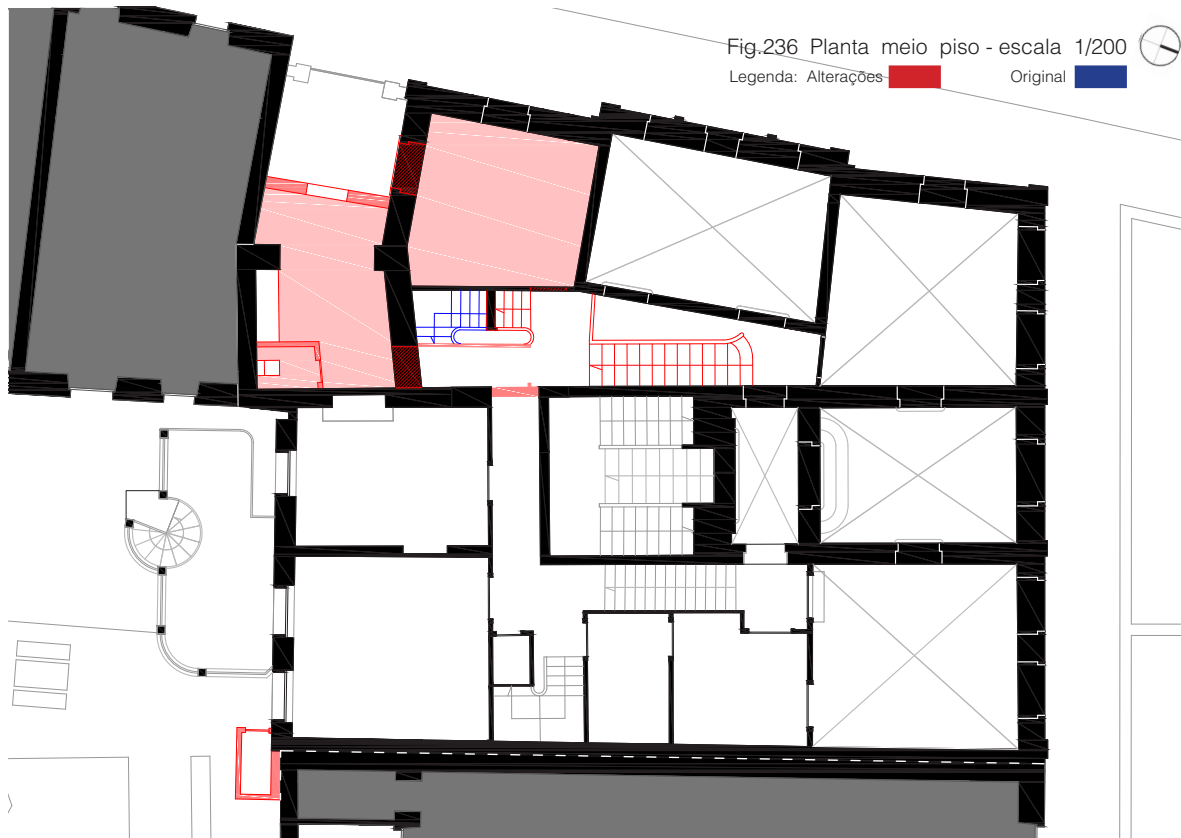 Fig.236 Planta meio piso - escala 1/200
Legenda: Alterações Original